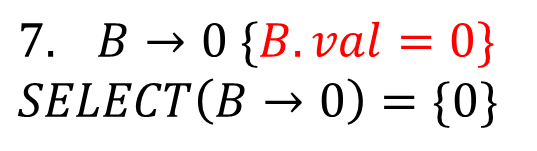 7. B → 0 {B.val = 0}
SELECT(B → 0) = {0}